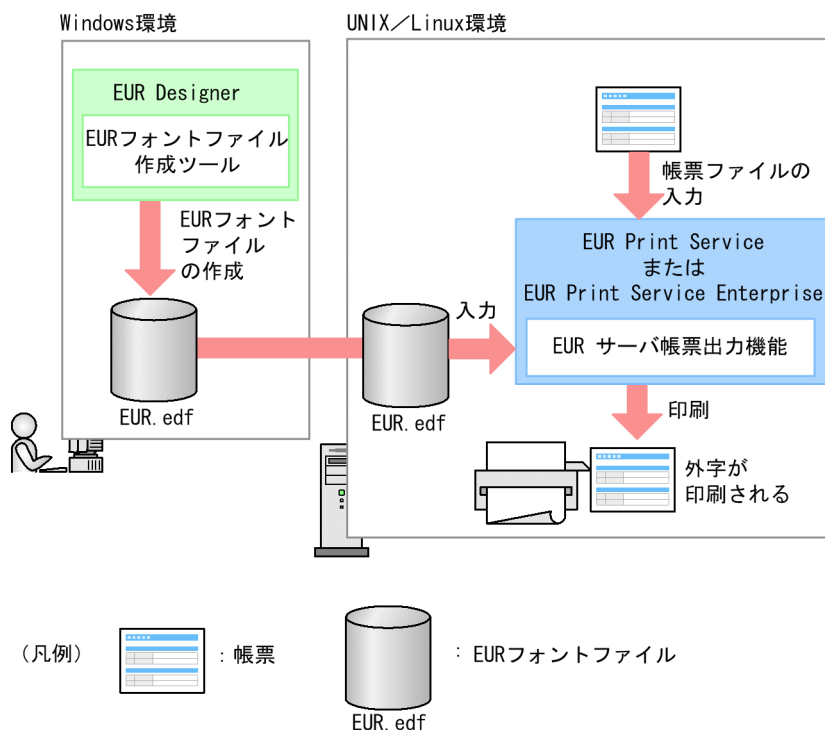 Windows環境
UNIX/Linux環境
EUR Designer
EURフォントファイル
作成ツール
EURフォント
ファイル
の作成
EUR.edf
帳票ファイルの
入力
EUR Print Service
または
EUR Print Service Enterprise
EUR サーバ帳票出力機能
入力
EUR.edf
印刷
外字が
印刷される
(凡例)
:帳票
:EURフォントファイル
EUR.edf